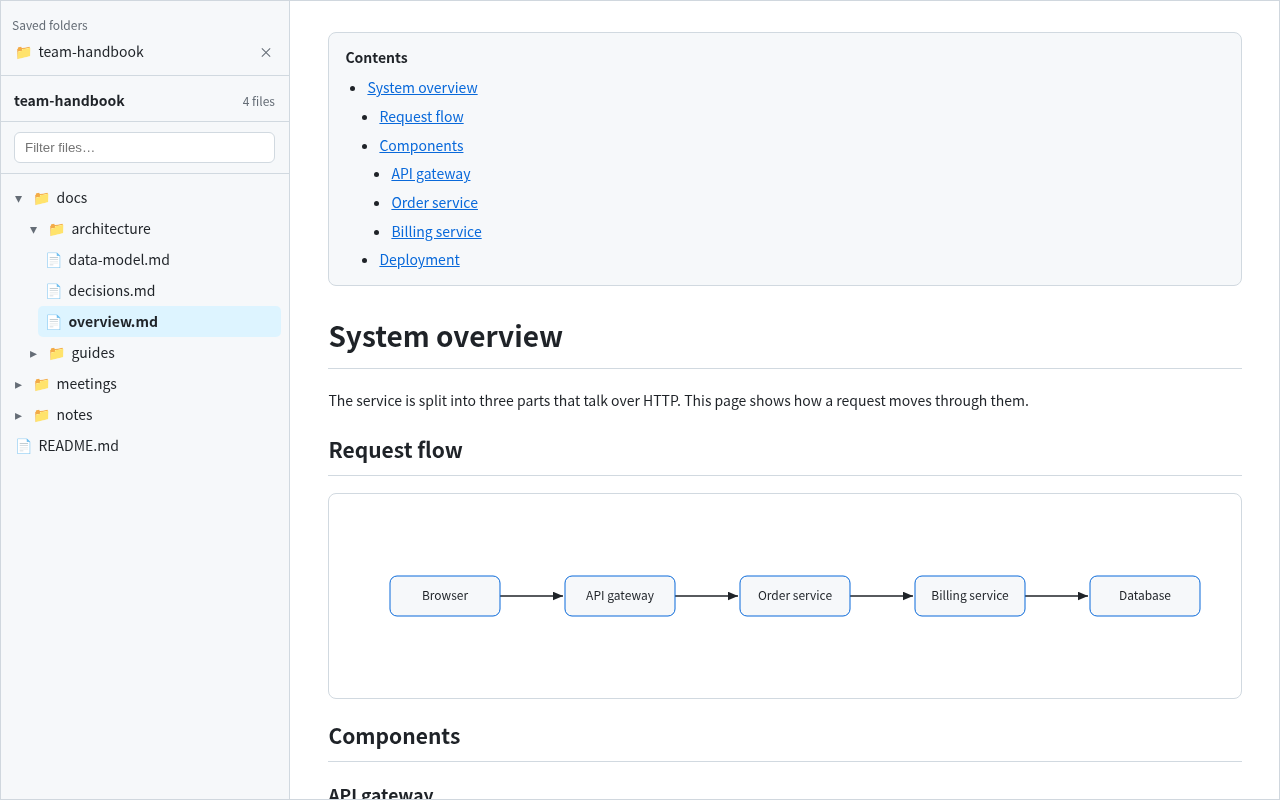 Saved folders
team-handbook
team-handbook 4 files
Filter files…
docs
architecture
data-model.md
decisions.md
overview.md
guides
meetings
notes
README.md
Contents
System overview
Request flow
Components
API gateway
Order service
Billing service
Deployment
System overview
The service is split into three parts that talk over HTTP. This page shows how a request moves through them.
Request flow
Browser API gateway Order service Billing service Database
Components
API gateway